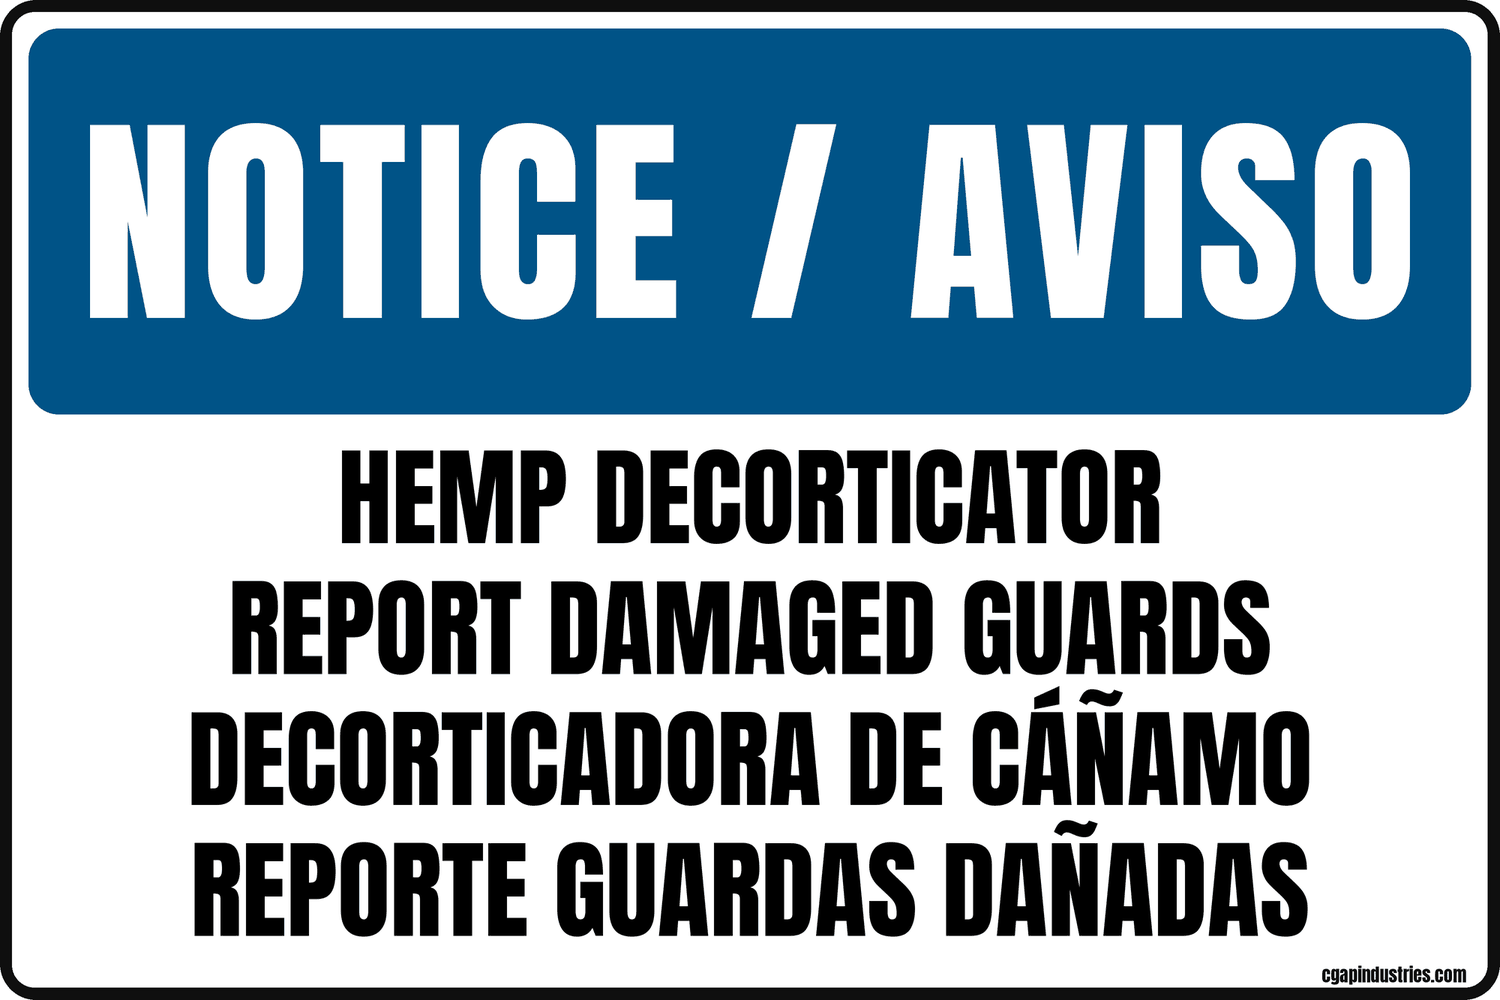 NOTICE / AVISO
HEMP DECORTICATOR
REPORT DAMAGED GUARDS
DECORTICADORA DE CÁÑAMO
REPORTE GUARDAS DAÑADAS
cgapindustries.com